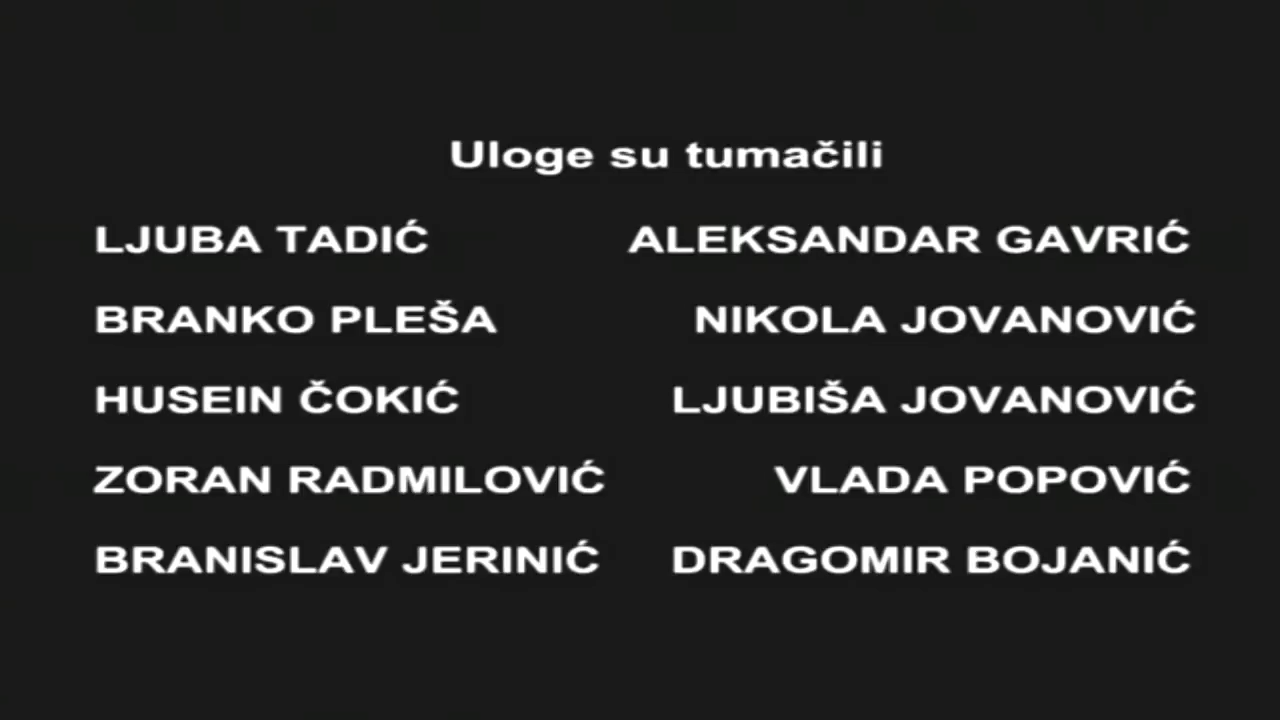 Uloge su tumačili
LJUBA TADIĆ ALEKSANDAR GAVRIĆ
BRANKO PLEŠA NIKOLA JOVANOVIĆ
HUSEIN ČOKIĆ LJUBIŠA JOVANOVIĆ
ZORAN RADMILOVIĆ VLADA POPOVIĆ
BRANISLAV JERINIĆ DRAGOMIR BOJANIĆ